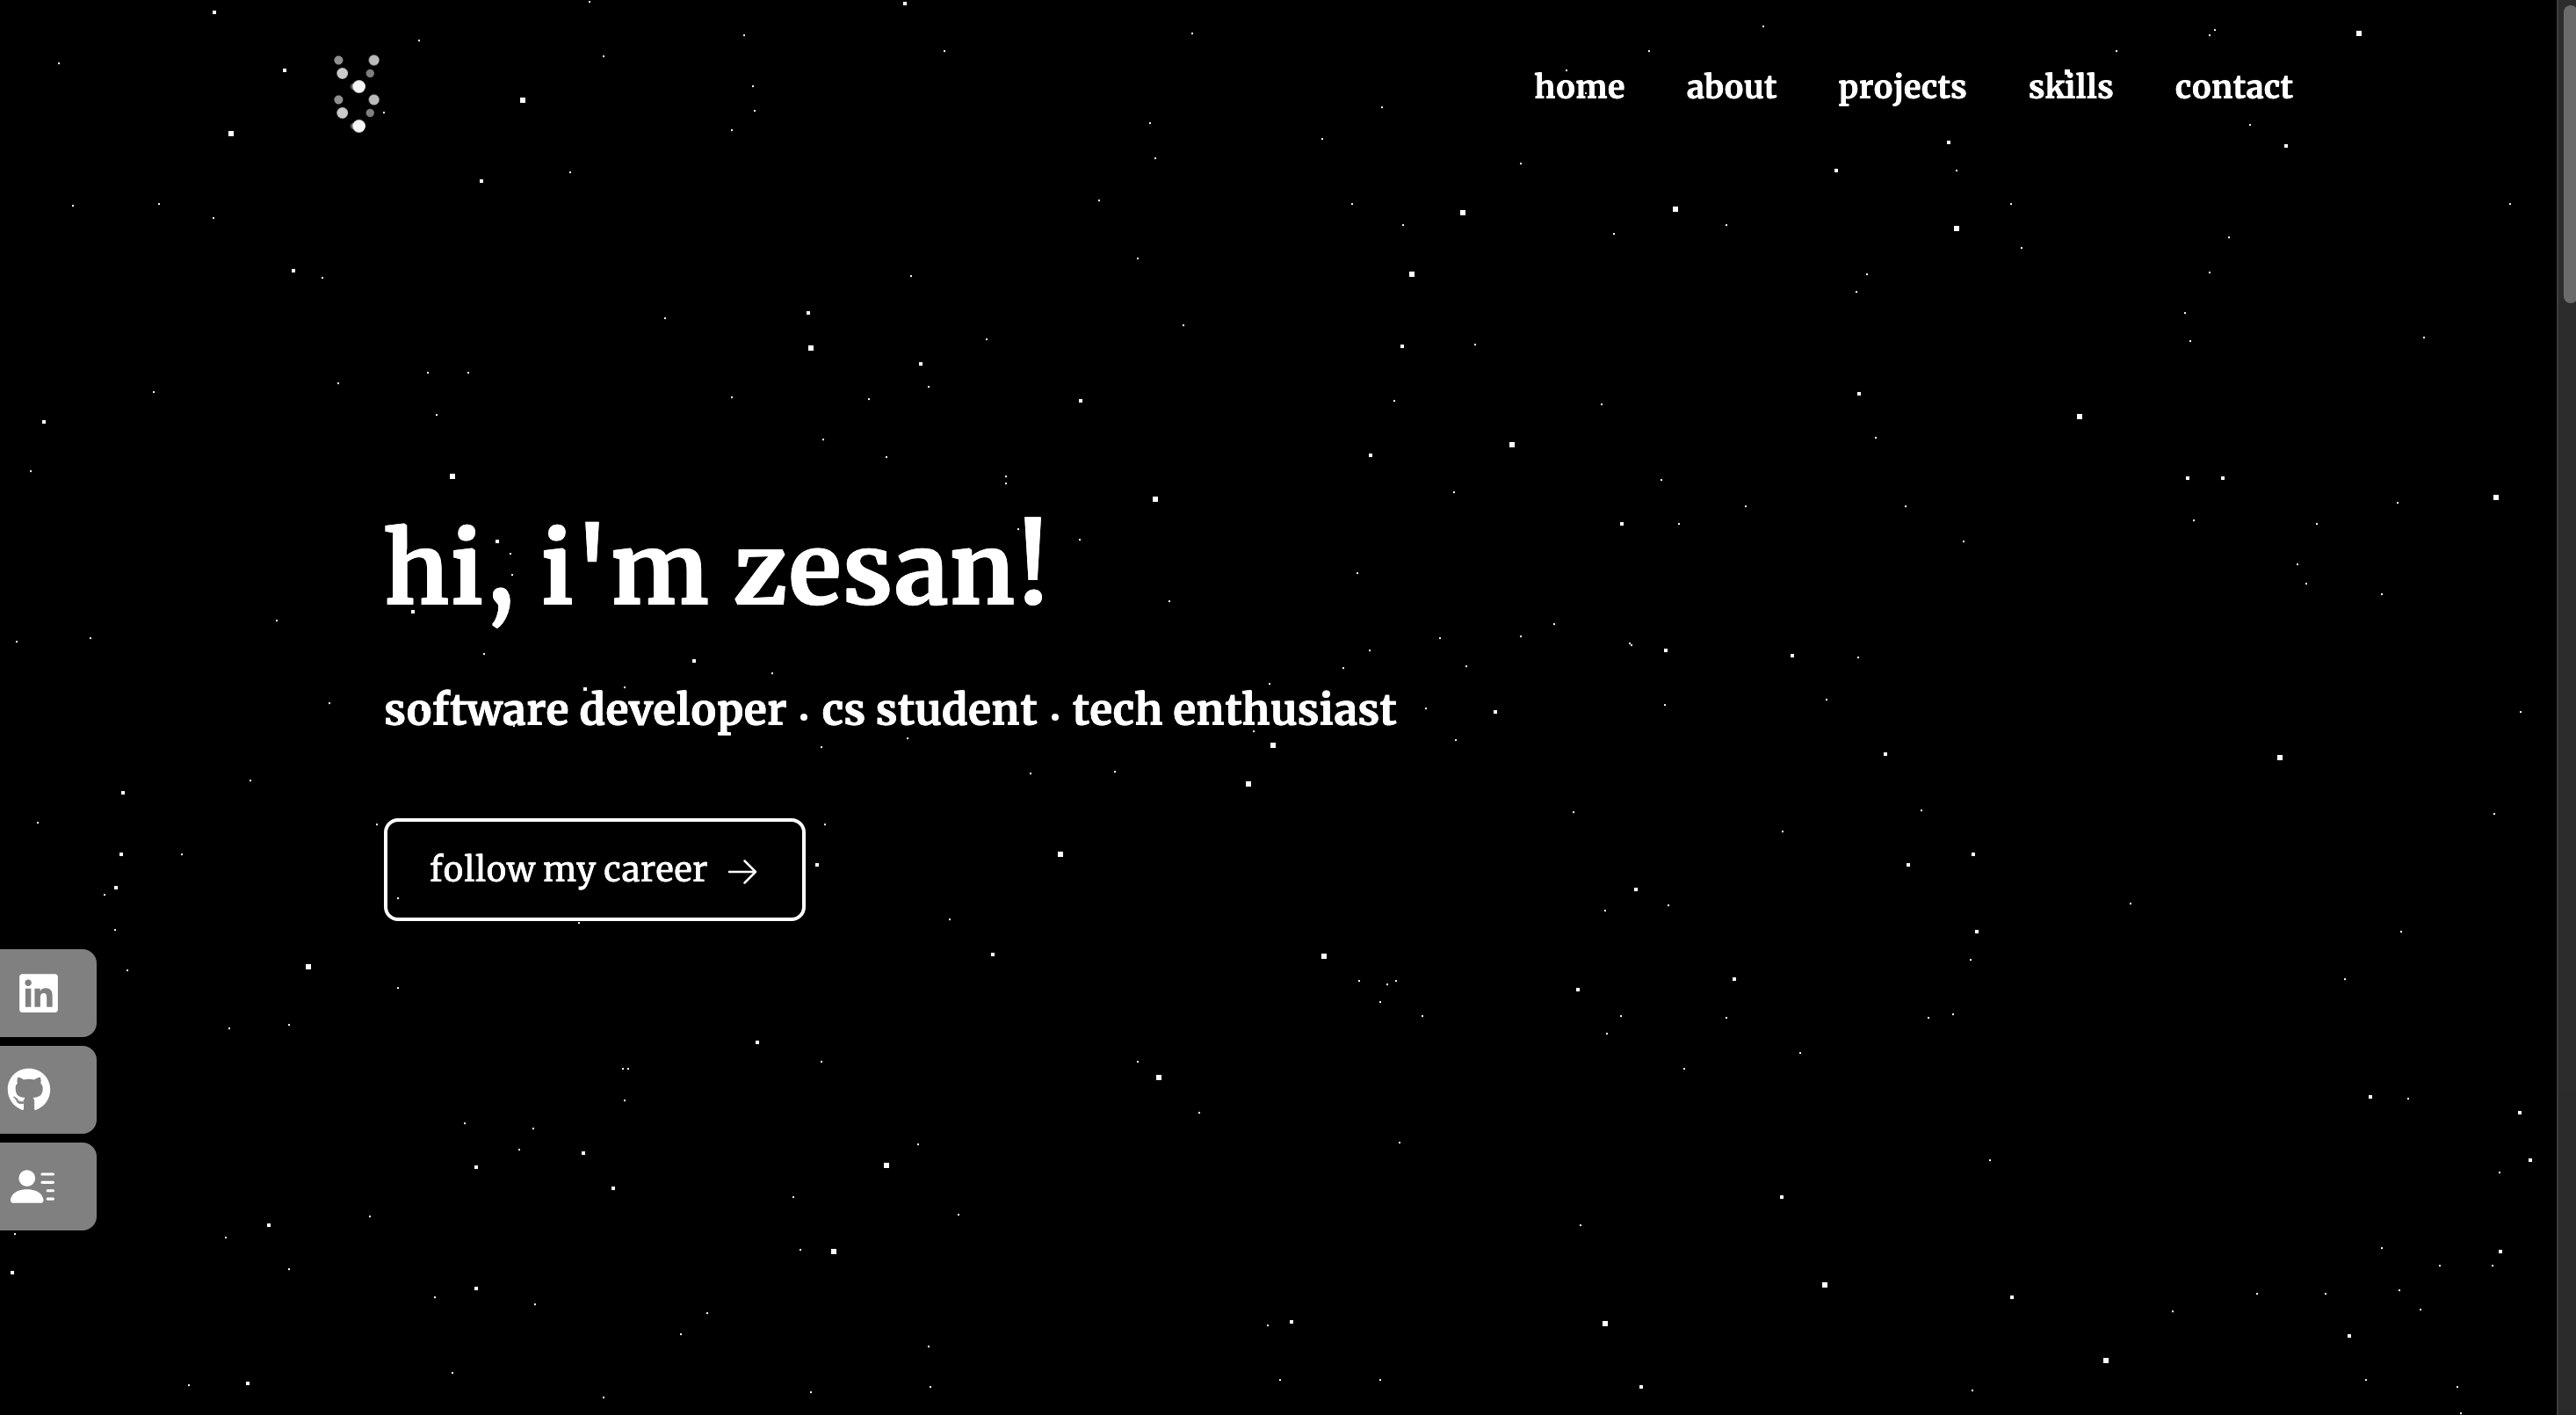 home about projects skills contact
hi, i'm zesan!
software developer . cs student . tech enthusiast
follow my career →
in